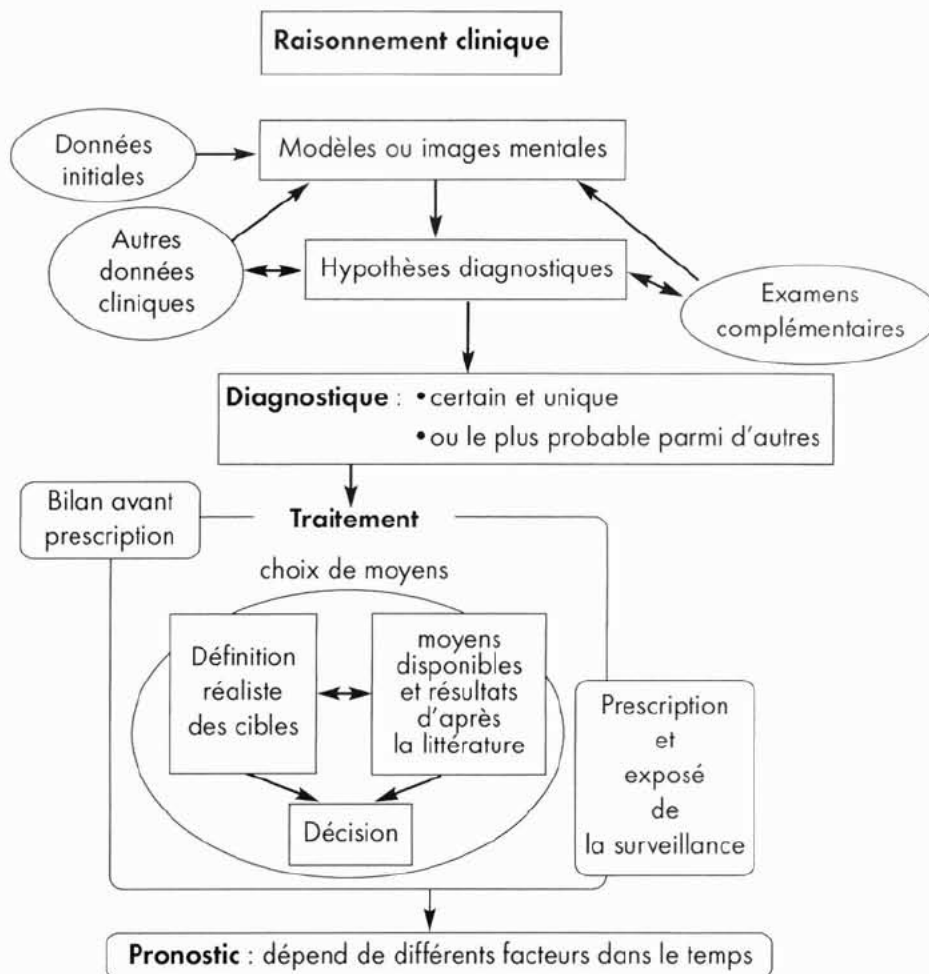 Raisonnement clinique
Données
initiales
Modèles ou images mentales
Autres
données
cliniques
Hypothèses diagnostiques
Examens
complémentaires
Diagnostique : • certain et unique
• ou le plus probable parmi d'autres
Bilan avant
prescription
Traitement
choix de moyens
Définition
réaliste
des cibles
moyens
disponibles
et résultats
d'après
la littérature
Décision
Prescription
et
exposé
de
la surveillance
Pronostic : dépend de différents facteurs dans le temps